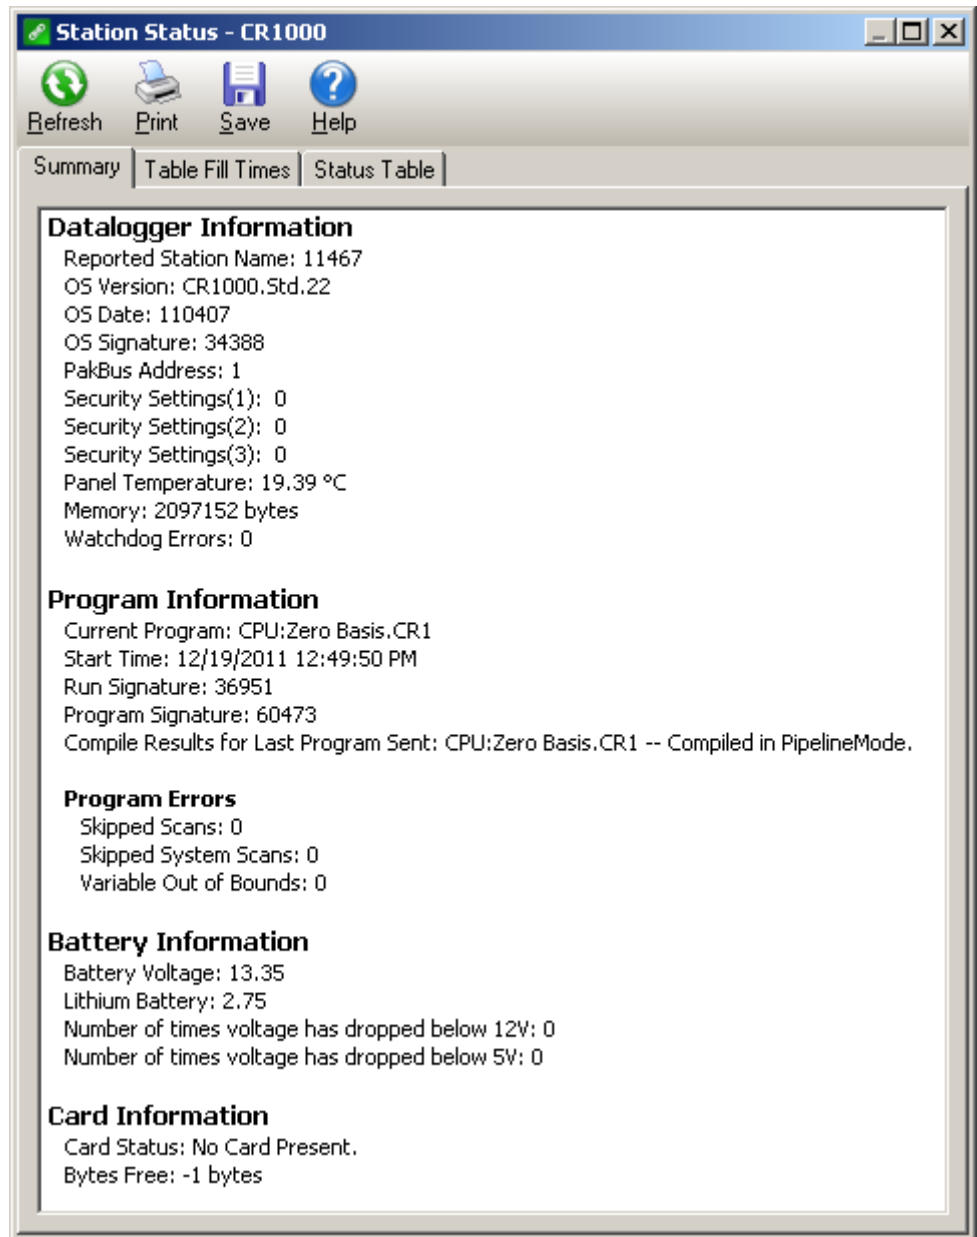 Station Status - CR1000
Refresh Print Save Help
Summary Table Fill Times Status Table
Datalogger Information
Reported Station Name: 11467
OS Version: CR1000.Std.22
OS Date: 110407
OS Signature: 34388
PakBus Address: 1
Security Settings(1): 0
Security Settings(2): 0
Security Settings(3): 0
Panel Temperature: 19.39 °C
Memory: 2097152 bytes
Watchdog Errors: 0
Program Information
Current Program: CPU:Zero Basis.CR1
Start Time: 12/19/2011 12:49:50 PM
Run Signature: 36951
Program Signature: 60473
Compile Results for Last Program Sent: CPU:Zero Basis.CR1 -- Compiled in PipelineMode.
Program Errors
Skipped Scans: 0
Skipped System Scans: 0
Variable Out of Bounds: 0
Battery Information
Battery Voltage: 13.35
Lithium Battery: 2.75
Number of times voltage has dropped below 12V: 0
Number of times voltage has dropped below 5V: 0
Card Information
Card Status: No Card Present.
Bytes Free: -1 bytes